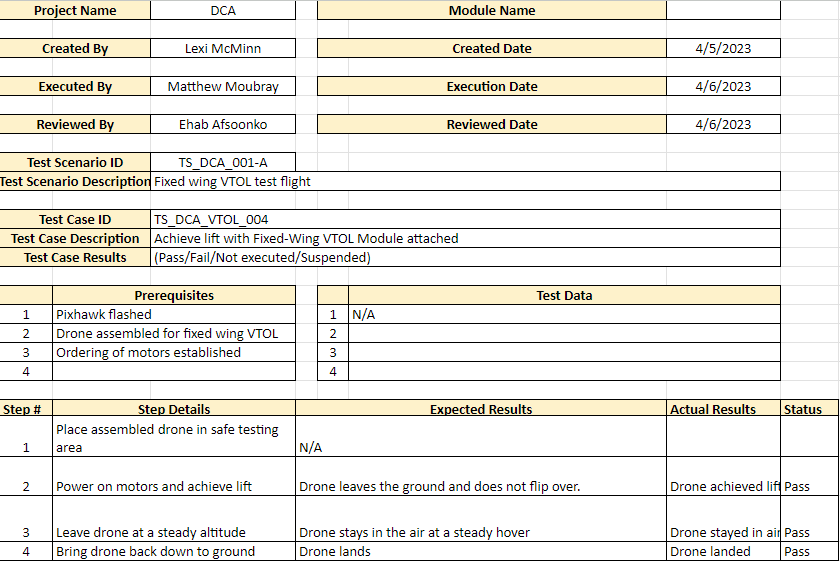 Project Name DCA Module Name
Created By Lexi McMinn Created Date 4/5/2023
Executed By Matthew Moubray Execution Date 4/6/2023
Reviewed By Ehab Afsoonko Reviewed Date 4/6/2023
Test Scenario ID TS_DCA_001-A
Test Scenario Description Fixed wing VTOL test flight
Test Case ID TS_DCA_VTOL_004
Test Case Description Achieve lift with Fixed-Wing VTOL Module attached
Test Case Results (Pass/Fail/Not executed/Suspended)
Prerequisites Test Data
1 Pixhawk flashed 1 N/A
2 Drone assembled for fixed wing VTOL 2
3 Ordering of motors established 3
4 4
Step # Step Details Expected Results Actual Results Status
Place assembled drone in safe testing
1 area N/A
2 Power on motors and achieve lift Drone leaves the ground and does not flip over. Drone achieved lift Pass
3 Leave drone at a steady altitude Drone stays in the air at a steady hover Drone stayed in air Pass
4 Bring drone back down to ground Drone lands Drone landed Pass